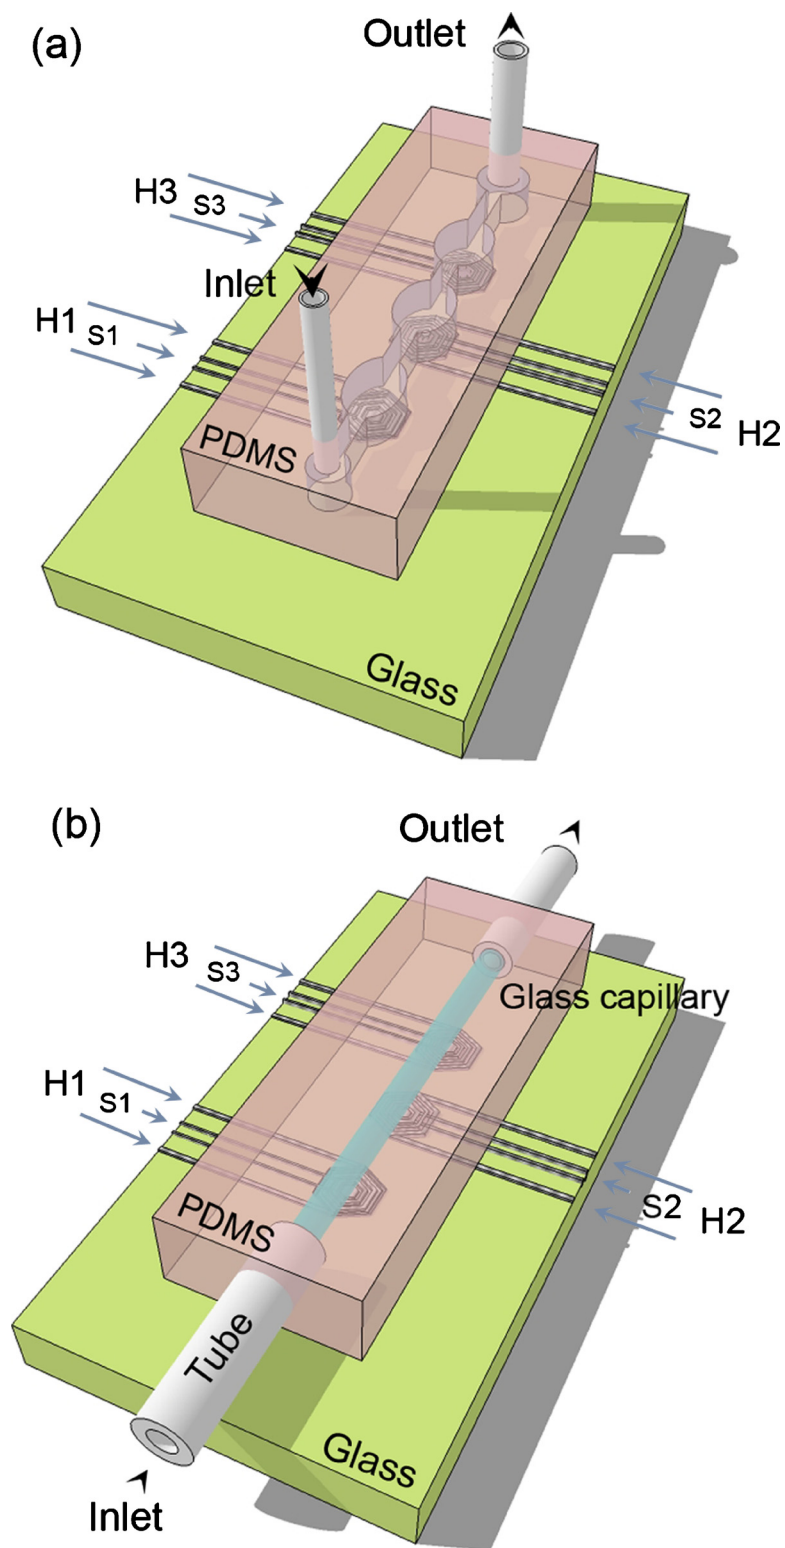 (a)
Outlet
H3
S3
Inlet
H1
S1
S2
H2
PDMS
Glass
(b)
Outlet
H3
S3
Glass capillary
H1
S1
S2
H2
PDMS
Tube
Glass
Inlet